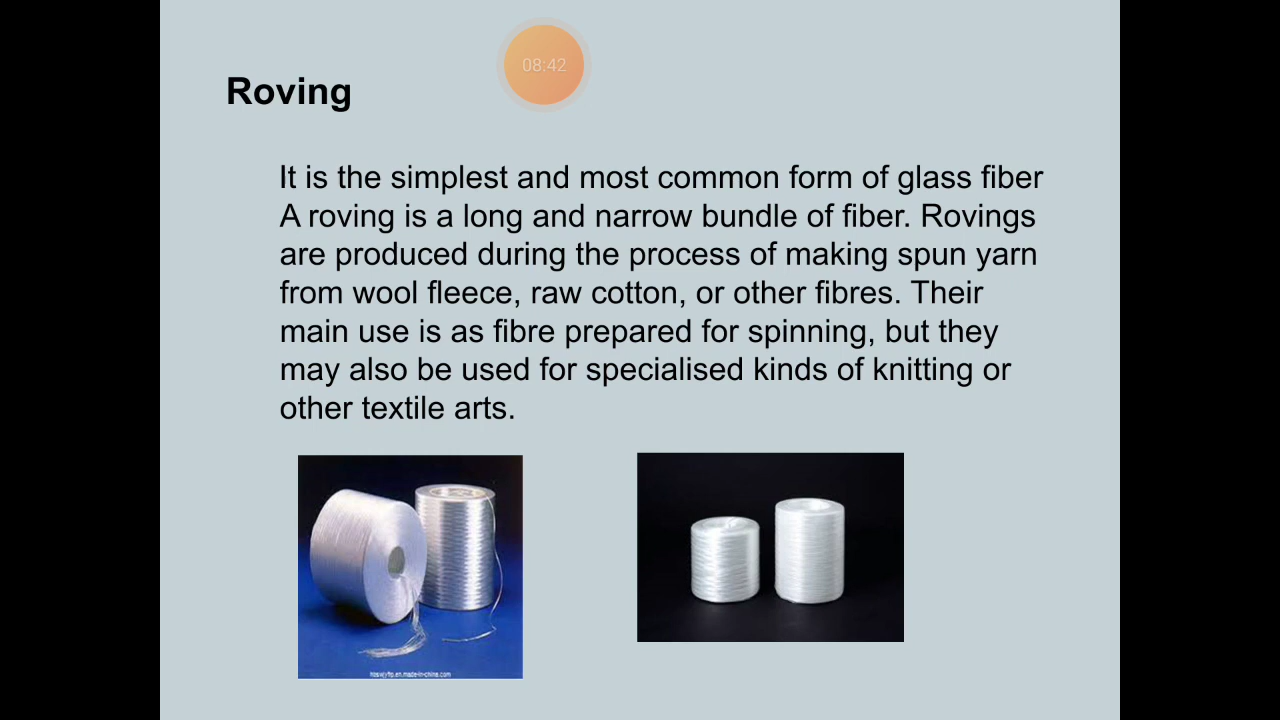 08:42
Roving
It is the simplest and most common form of glass fiber
A roving is a long and narrow bundle of fiber. Rovings
are produced during the process of making spun yarn
from wool fleece, raw cotton, or other fibres. Their
main use is as fibre prepared for spinning, but they
may also be used for specialised kinds of knitting or
other textile arts.